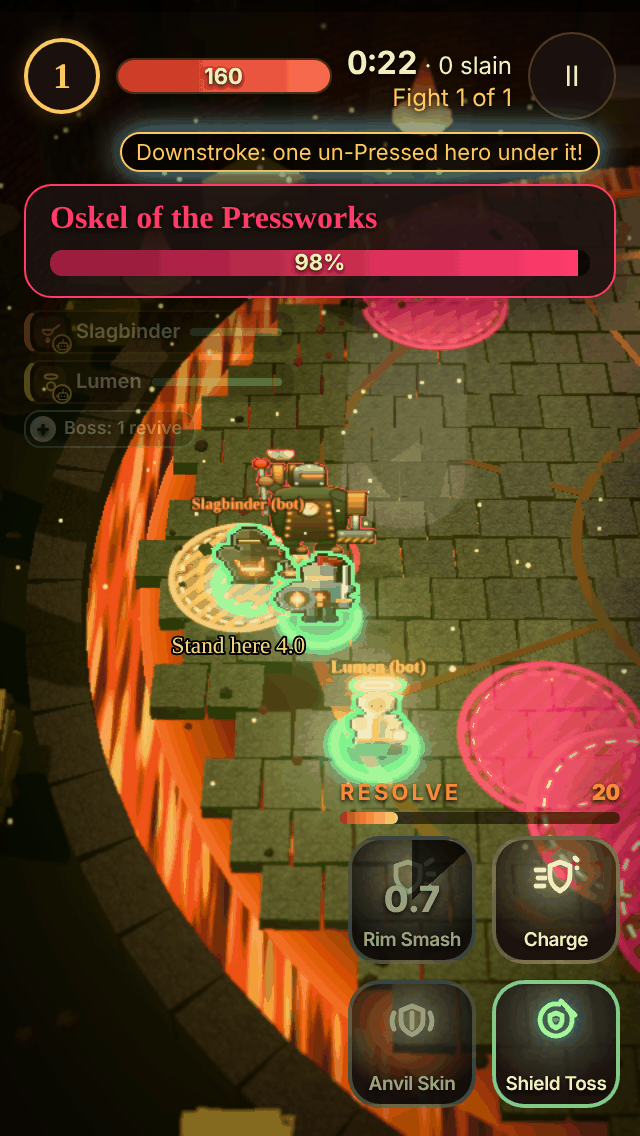 1
160
0:22 · 0 slain
Fight 1 of 1
Downstroke: one un-Pressed hero under it!
Oskel of the Pressworks
98%
Slagbinder
Lumen
Boss: 1 revive
Slagbinder (bot)
Stand here 4.0
Lumen (bot)
RESOLVE 20
0.7
Rim Smash
Charge
Anvil Skin
Shield Toss